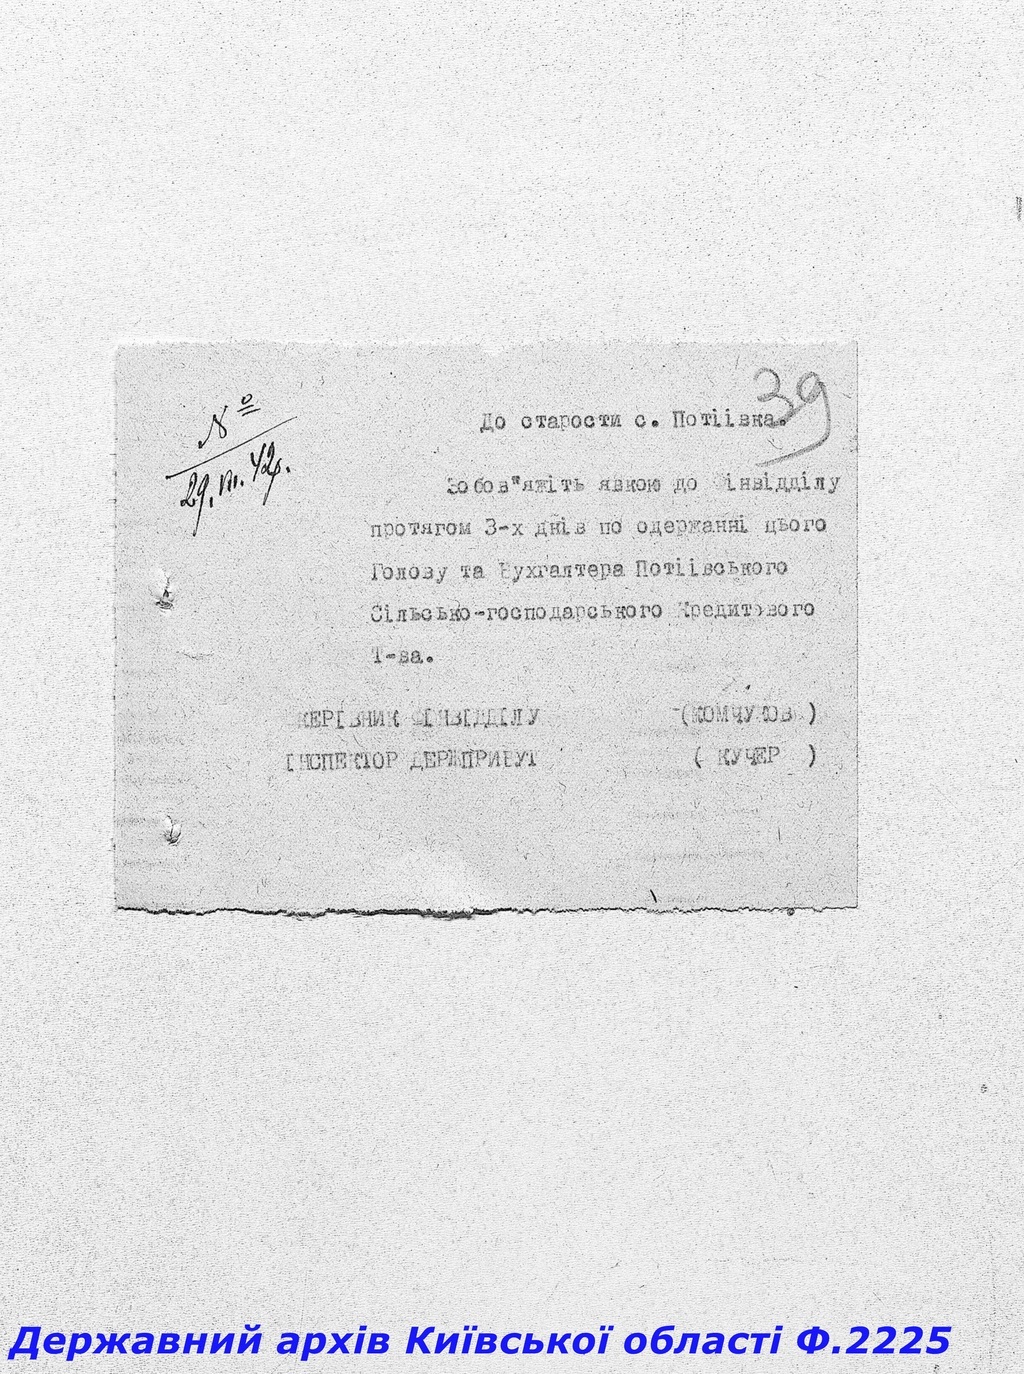 39
№
29.III.42р.
До старости с. Потіївка.
Зобов"яжіть явкою до Фінвідділу
протягом 3-х днів по одержанні цього
Голову та Бухгалтера Потіївського
Сільсько-господарського Кредитового
Т-ва.
КЕРІВНИК ФІНВІДДІЛУ (КОМЧУКОВ )
ІНСПЕКТОР ДЕРЖПРИБУТ ( КУЧЕР )
Державний архів Київської області Ф.2225